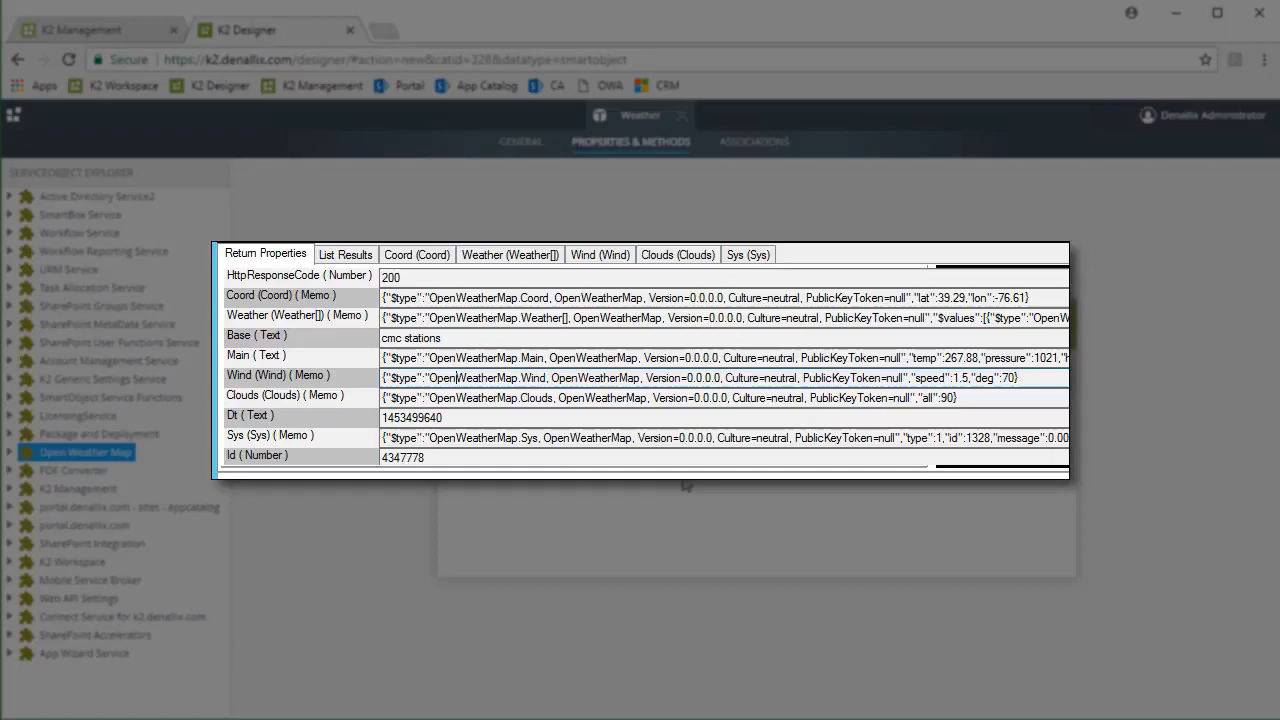 K2 Management
K2 Designer
Secure
https://k2.denallix.com/designer/#action=new&catid=328&datatype=smartobject
Apps
K2 Workspace
K2 Designer
K2 Management
Portal
App Catalog
CA
OWA
CRM
Weather
Denallix Administrator
GENERAL
PROPERTIES & METHODS
ASSOCIATIONS
SERVICEOBJECT EXPLORER
Active Directory Service2
SmartBox Service
Workflow Service
Workflow Reporting Service
URM Service
Task Allocation Service
SharePoint Groups Service
SharePoint MetaData Service
SharePoint User Functions Service
Account Management Service
K2 Generic Settings Service
SmartObject Service Functions
LicensingService
Package and Deployment
Open Weather Map
PDF Converter
K2 Management
portal.denallix.com - sites - appcatalog
portal.denallix.com
SharePoint Integration
K2 Workspace
Mobile Service Broker
Web API Settings
Connect Service for k2.denallix.com
SharePoint Accelerators
App Wizard Service
Return Properties
List Results
Coord (Coord)
Weather (Weather[])
Wind (Wind)
Clouds (Clouds)
Sys (Sys)
HttpResponseCode ( Number ) 200
Coord (Coord) ( Memo ) {"$type":"OpenWeatherMap.Coord, OpenWeatherMap, Version=0.0.0.0, Culture=neutral, PublicKeyToken=null","lat":39.29,"lon":-76.61}
Weather (Weather[]) ( Memo ) {"$type":"OpenWeatherMap.Weather[], OpenWeatherMap, Version=0.0.0.0, Culture=neutral, PublicKeyToken=null","$values":[{"$type":"OpenW
Base ( Text ) cmc stations
Main ( Text ) {"$type":"OpenWeatherMap.Main, OpenWeatherMap, Version=0.0.0.0, Culture=neutral, PublicKeyToken=null","temp":267.88,"pressure":1021,"h
Wind (Wind) ( Memo ) {"$type":"OpenWeatherMap.Wind, OpenWeatherMap, Version=0.0.0.0, Culture=neutral, PublicKeyToken=null","speed":1.5,"deg":70}
Clouds (Clouds) ( Memo ) {"$type":"OpenWeatherMap.Clouds, OpenWeatherMap, Version=0.0.0.0, Culture=neutral, PublicKeyToken=null","all":90}
Dt ( Text ) 1453499640
Sys (Sys) ( Memo ) {"$type":"OpenWeatherMap.Sys, OpenWeatherMap, Version=0.0.0.0, Culture=neutral, PublicKeyToken=null","type":1,"id":1328,"message":0.00
Id ( Number ) 4347778